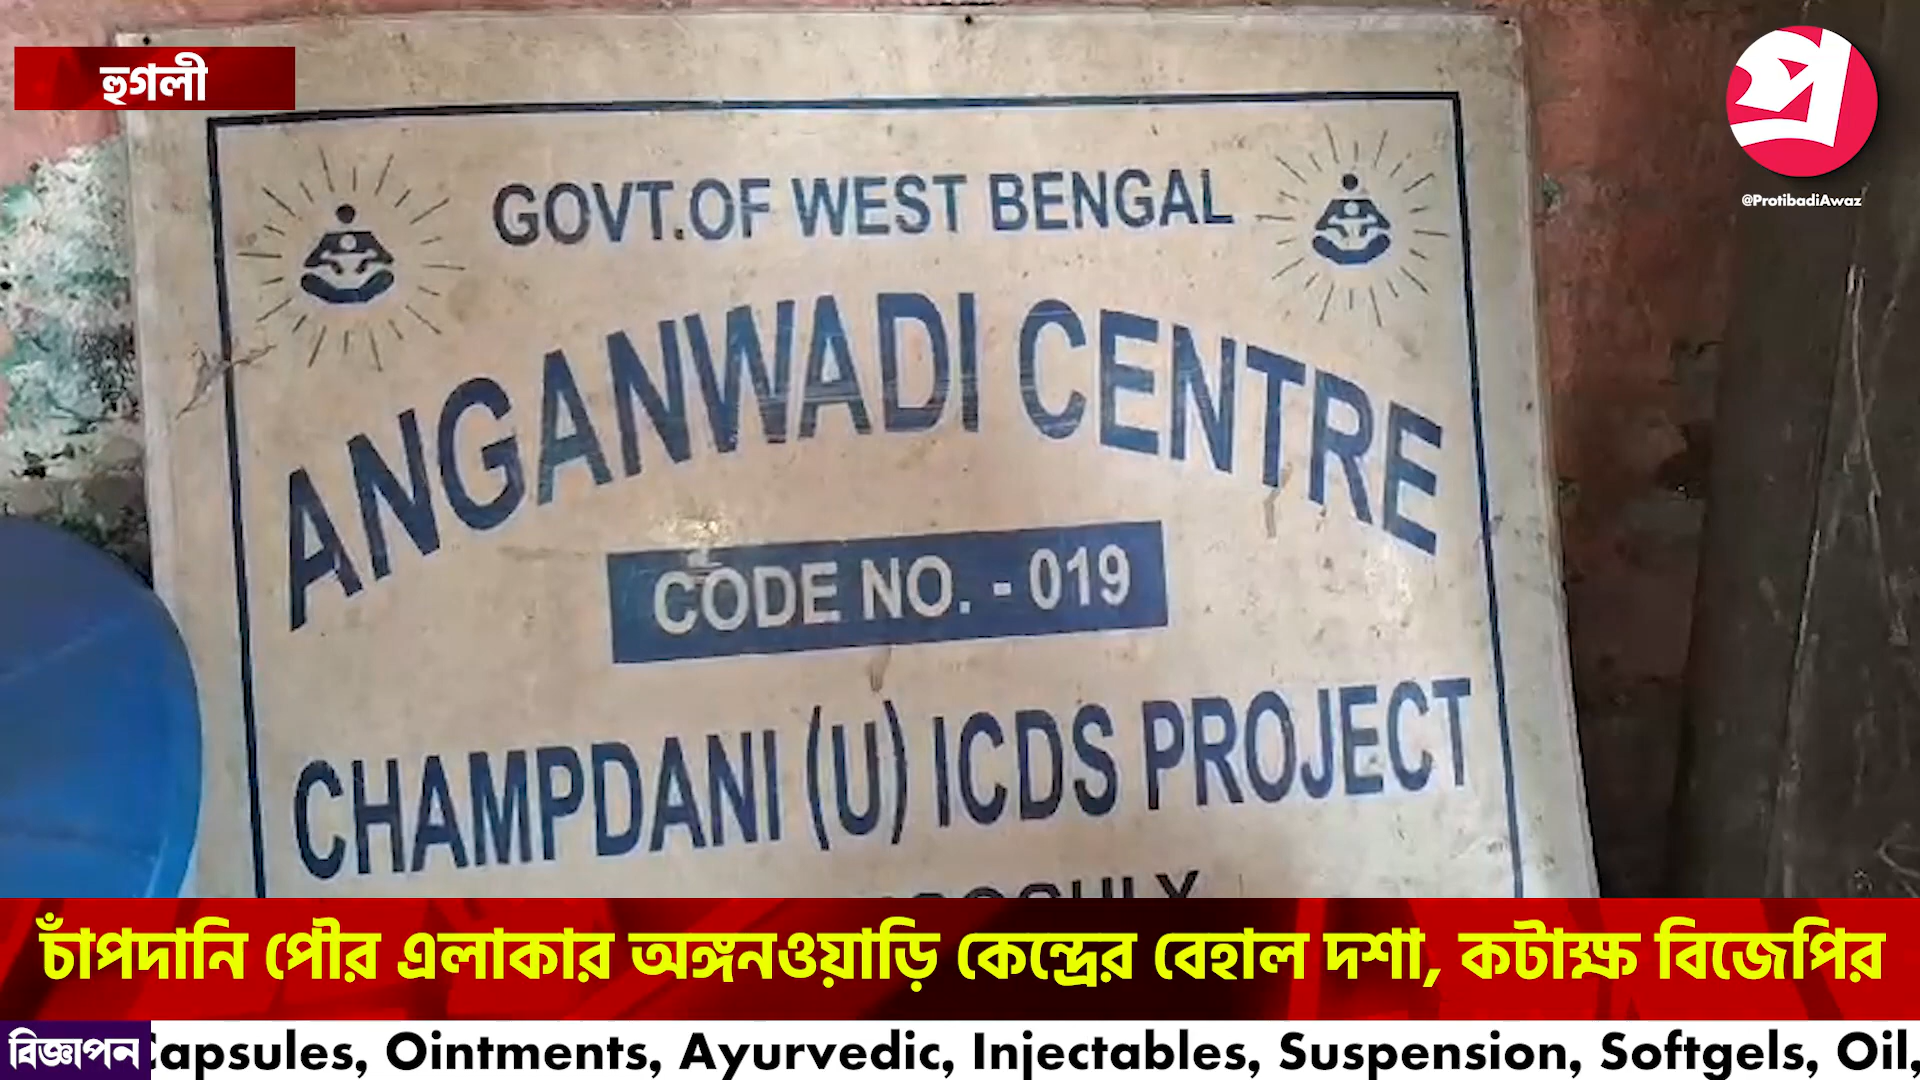 হুগলী
প
@ProtibadiAwaz
GOVT.OF WEST BENGAL
ANGANWADI CENTRE
CODE NO. - 019
CHAMPDANI (U) ICDS PROJECT
চাঁপদানি পৌর এলাকার অঙ্গনওয়াড়ি কেন্দ্রের বেহাল দশা, কটাক্ষ বিজেপির
বিজ্ঞাপন
Capsules, Ointments, Ayurvedic, Injectables, Suspension, Softgels, Oil,